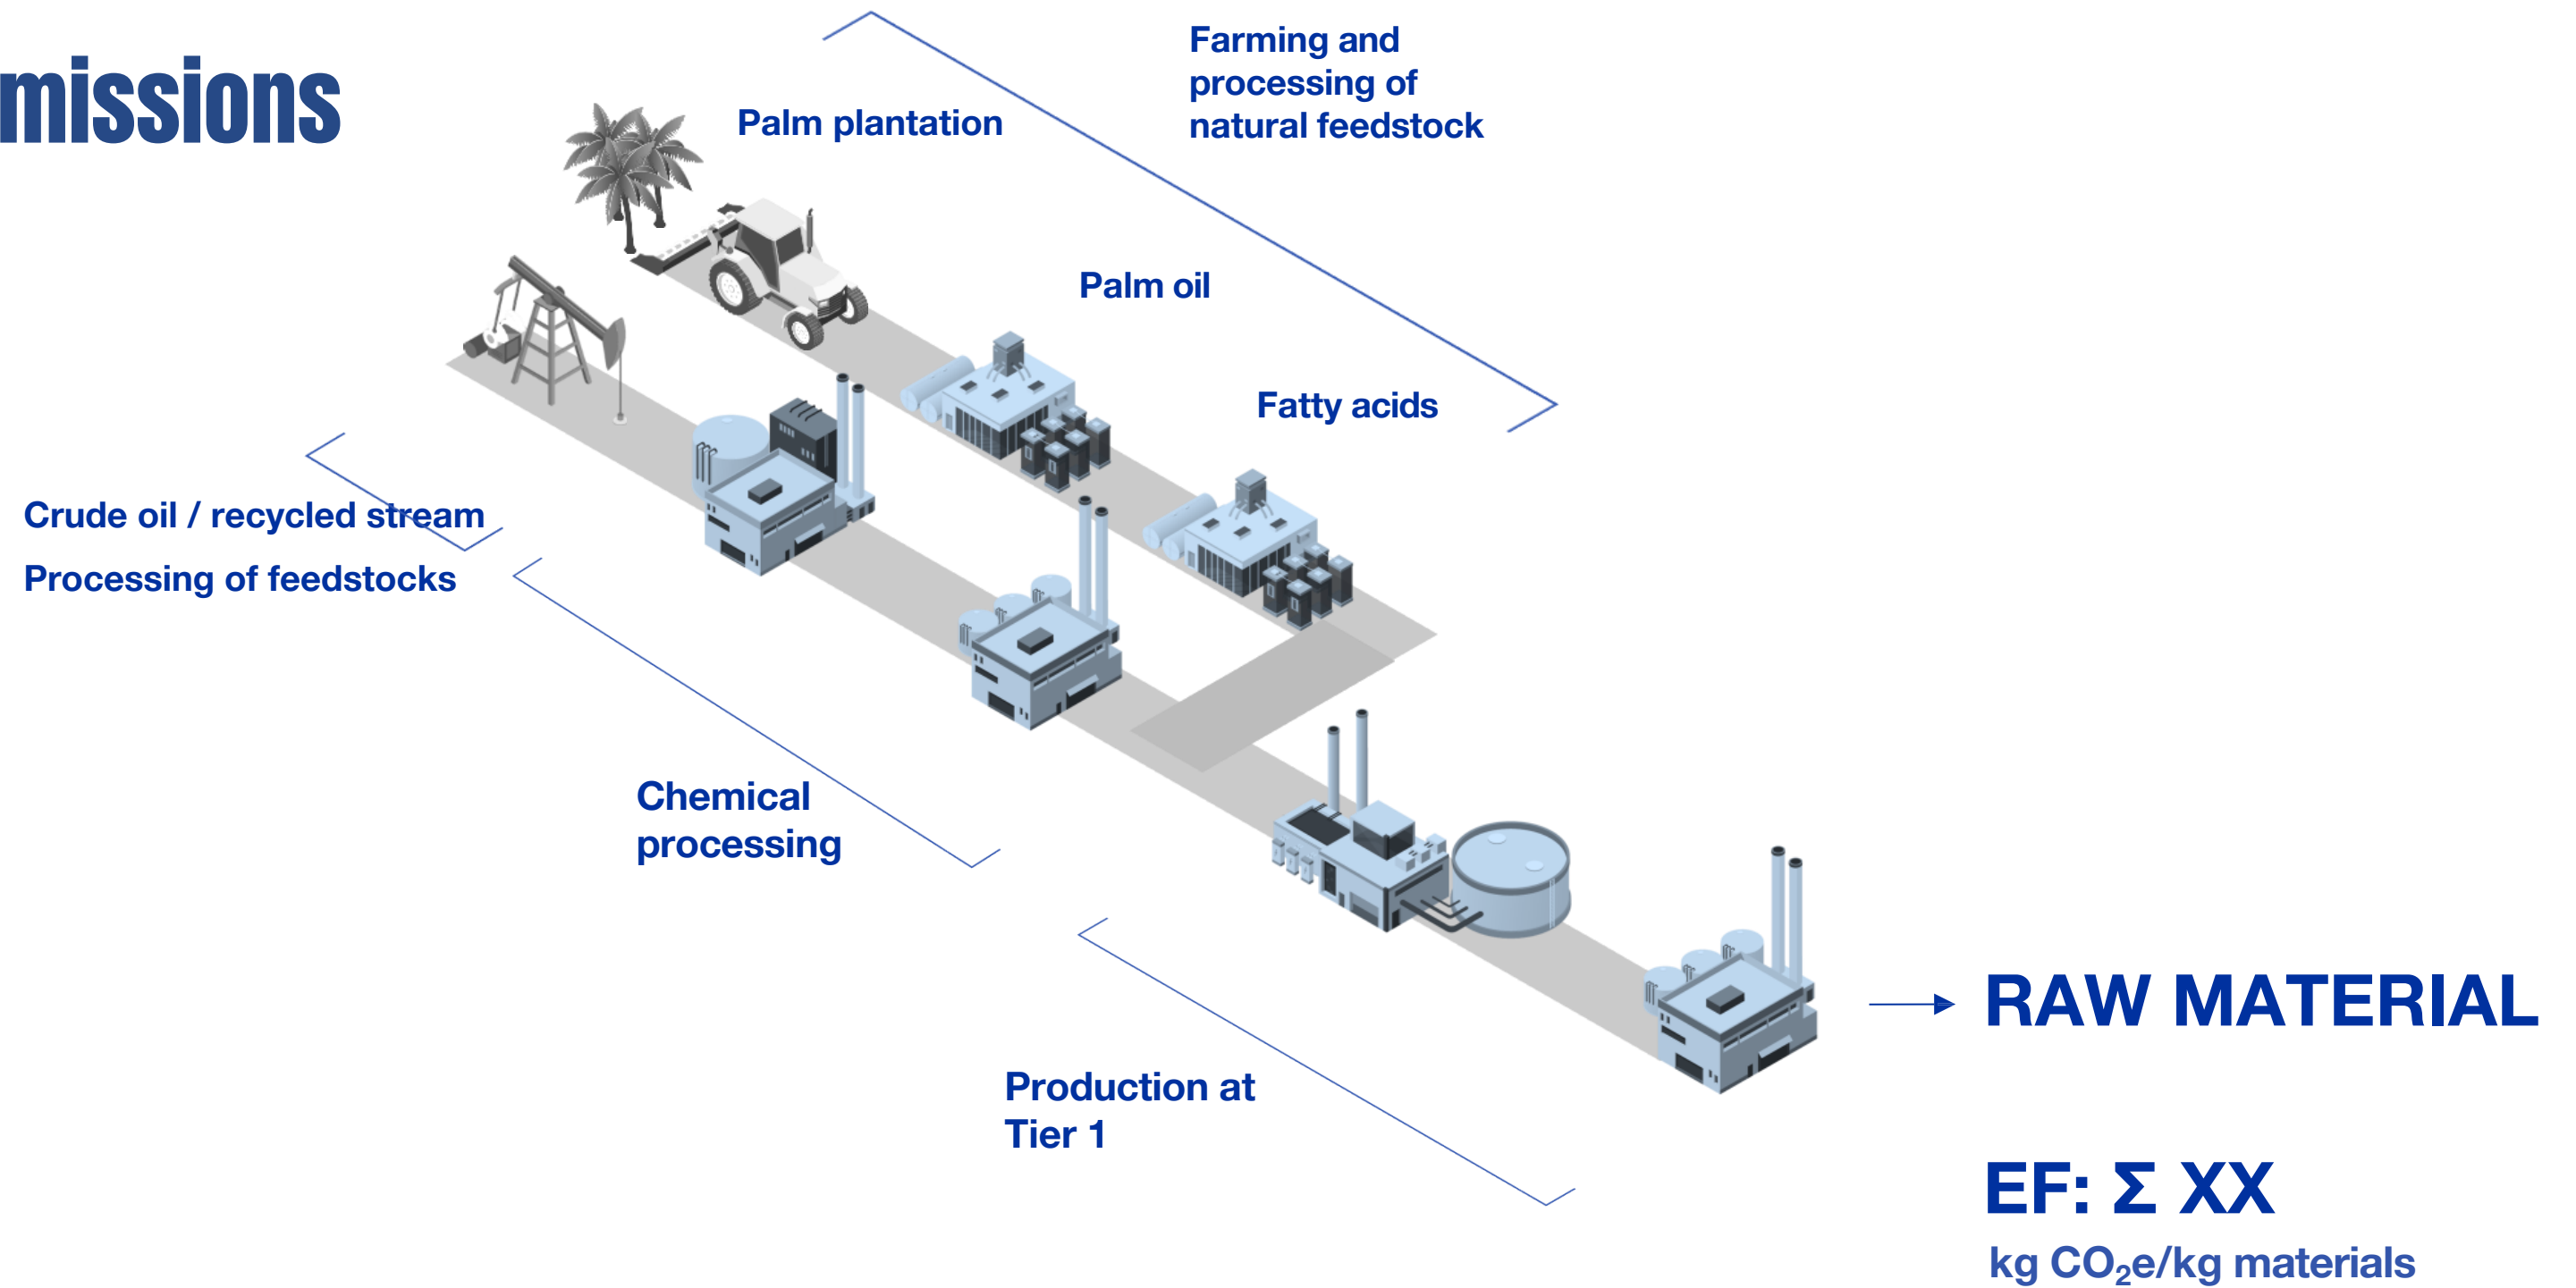 missions
Farming and
processing of
natural feedstock
Palm plantation
Palm oil
Fatty acids
Crude oil / recycled stream
Processing of feedstocks
Chemical
processing
Production at
Tier 1
RAW MATERIAL
EF: Σ XX
kg CO₂e/kg materials